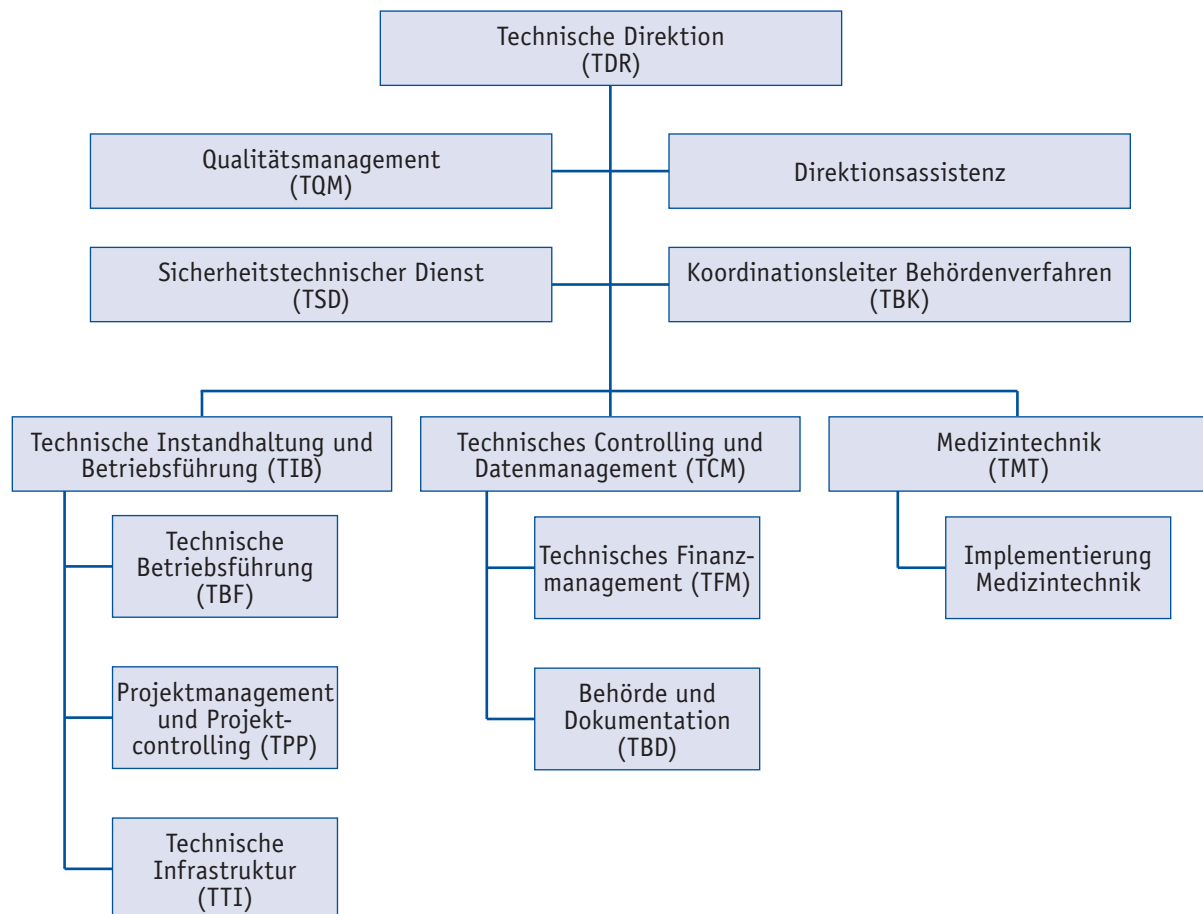 Technische Direktion
(TDR)
Qualitätsmanagement
(TQM)
Direktionsassistenz
Sicherheitstechnischer Dienst
(TSD)
Koordinationsleiter Behördenverfahren
(TBK)
Technische Instandhaltung und
Betriebsführung (TIB)
Technisches Controlling und
Datenmanagement (TCM)
Medizintechnik
(TMT)
Technische
Betriebsführung
(TBF)
Technisches Finanz-
management (TFM)
Implementierung
Medizintechnik
Projektmanagement
und Projekt-
controlling (TPP)
Behörde und
Dokumentation
(TBD)
Technische
Infrastruktur
(TTI)